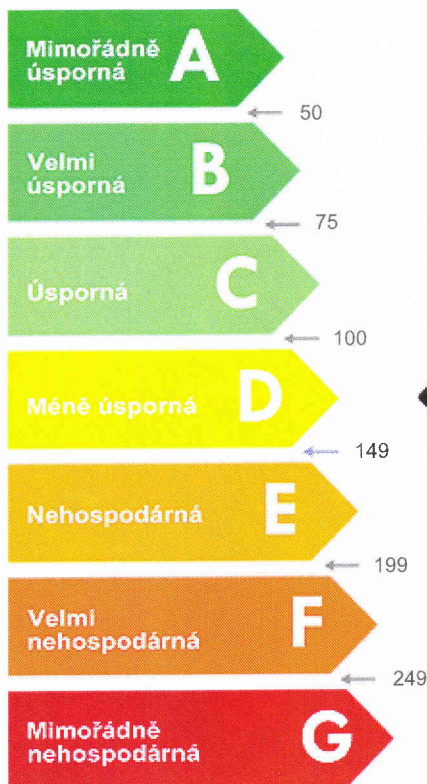 Mimořádně
úsporná
A
50
Velmi
úsporná
B
75
Úsporná
C
100
Méně úsporná
D
149
Nehospodárná
E
199
Velmi
nehospodárná
F
249
Mimořádně
nehospodárná
G